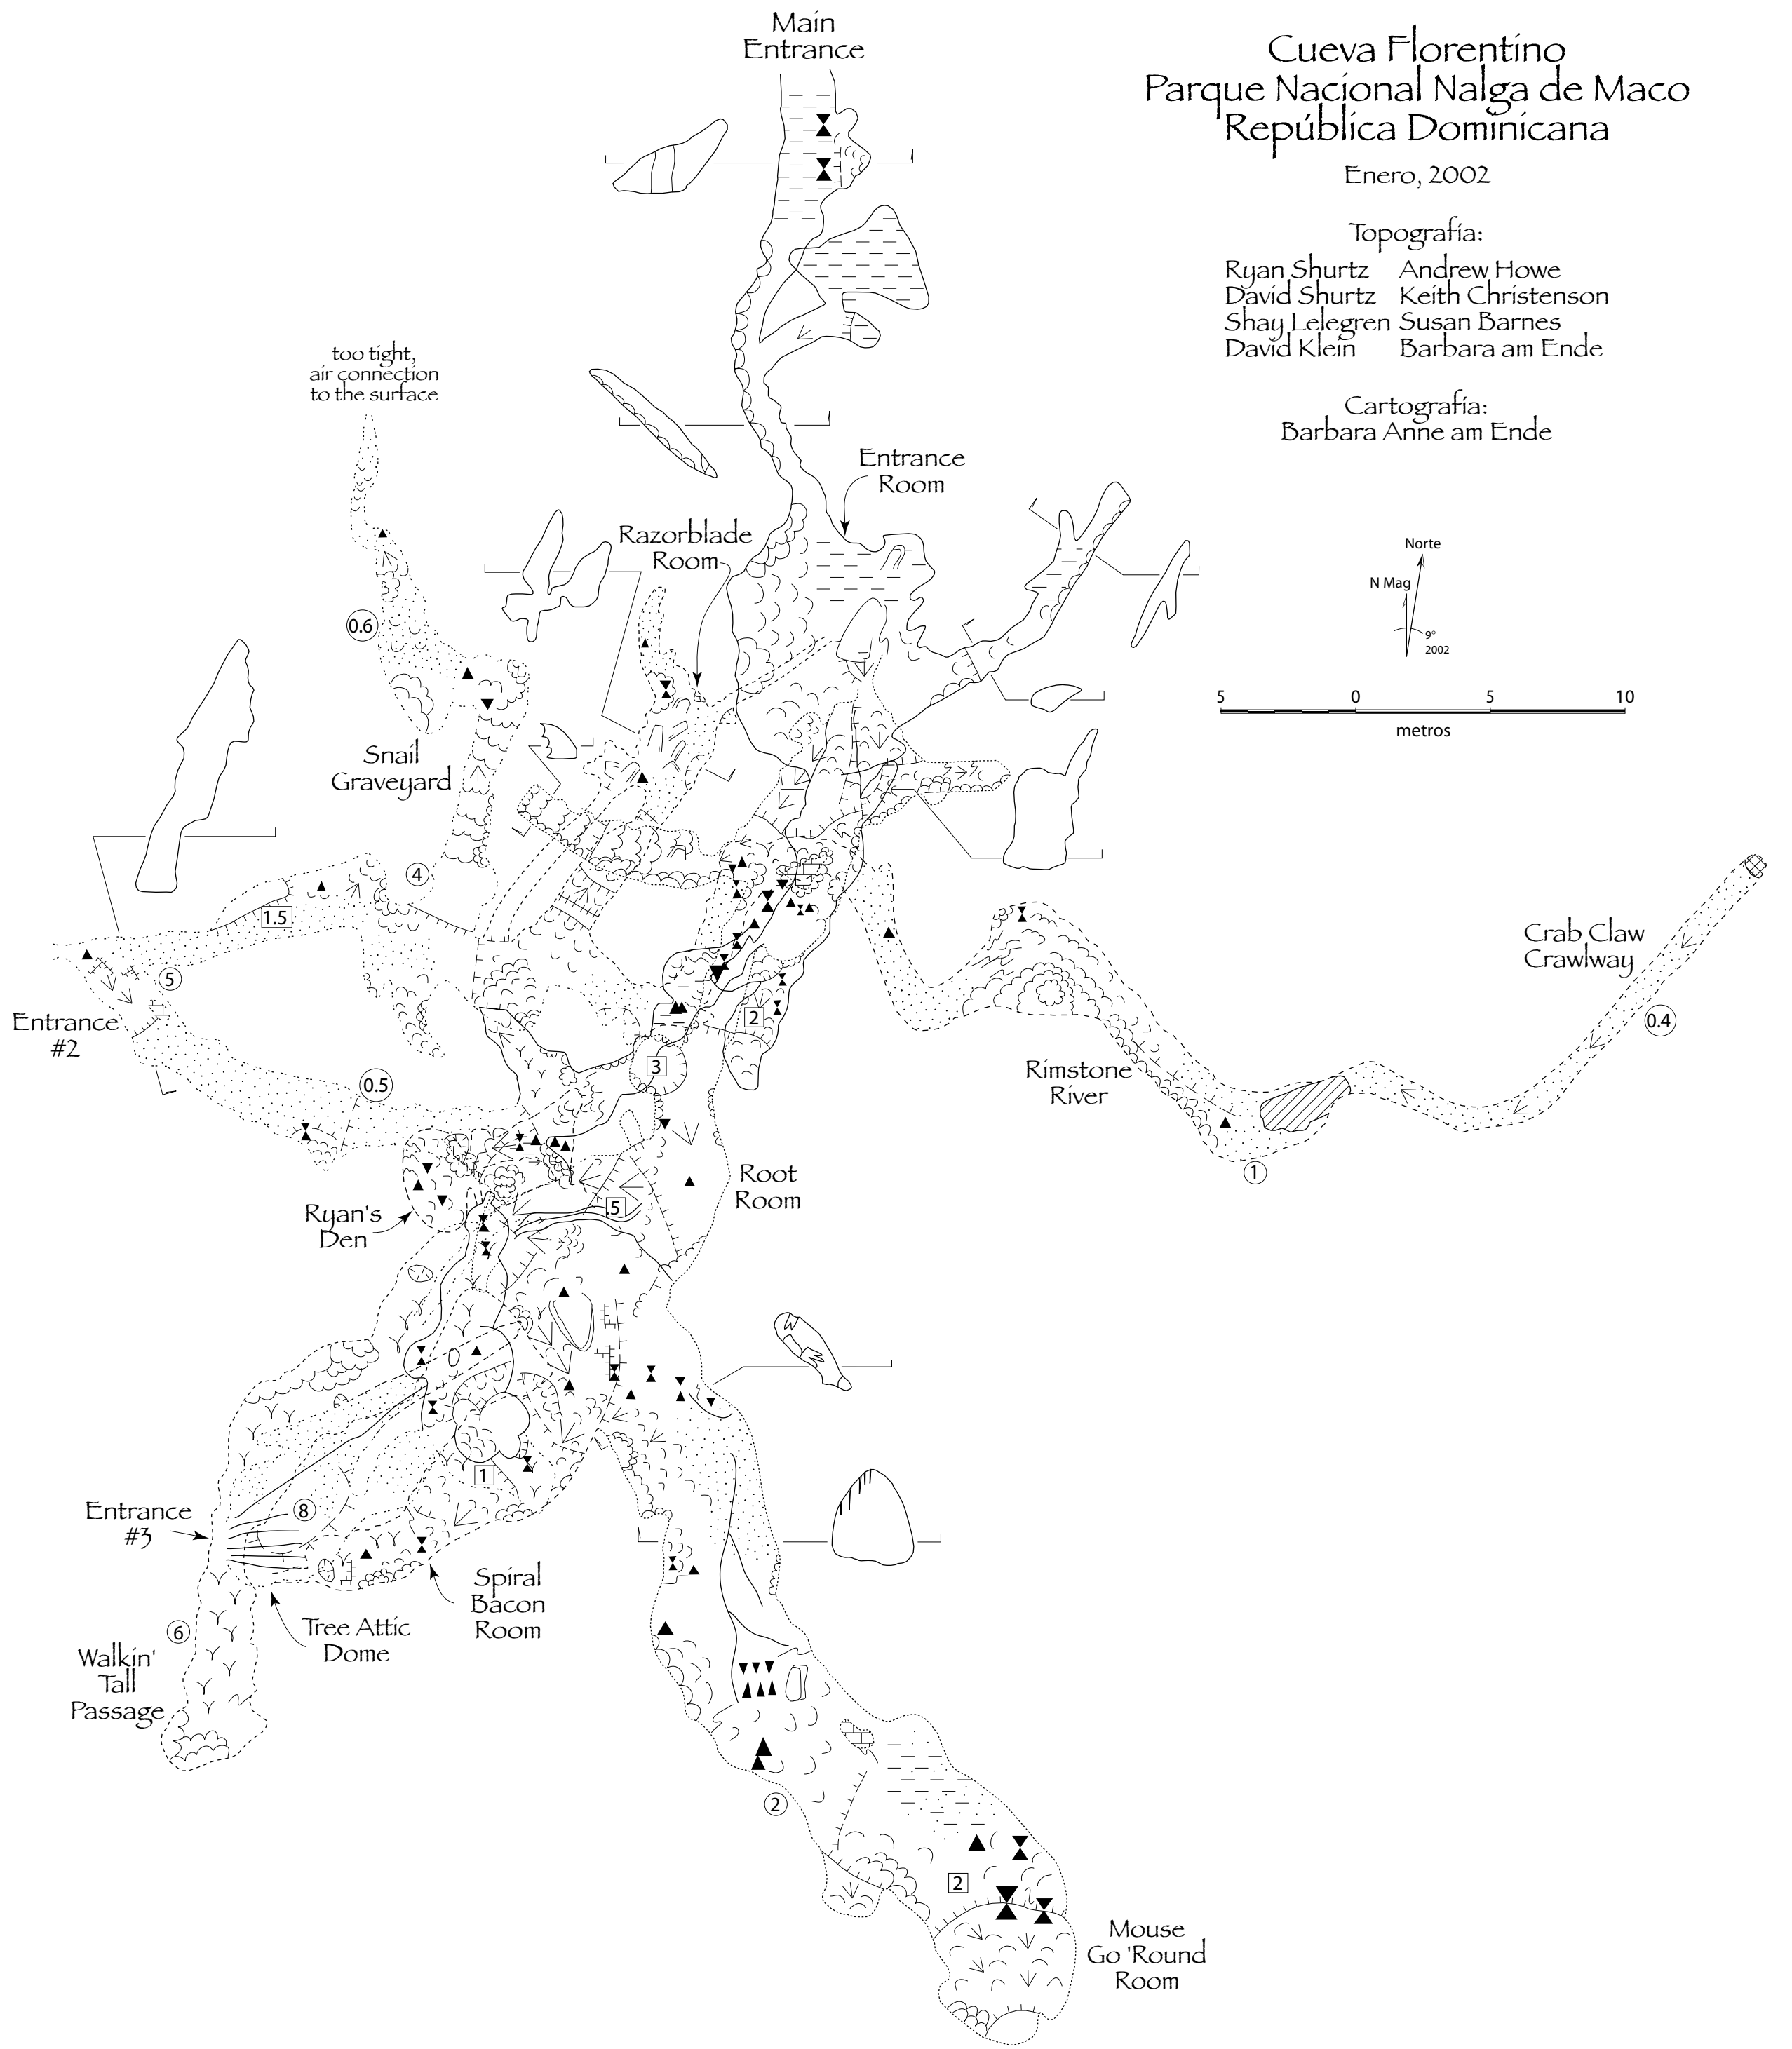 Main
Entrance
Cueva Florentino
Parque Nacional Nalga de Maco
República Dominicana
Enero, 2002
Topografía:
Ryan Shurtz Andrew Howe
David Shurtz Keith Christenson
Shay Lelegren Susan Barnes
David Klein Barbara am Ende
Cartografía:
Barbara Anne am Ende
too tight,
air connection
to the surface
Entrance
Room
Razorblade
Room
Norte
N Mag
9°
2002
5 0 5 10
metros
0.6
Snail
Graveyard
4
1.5
5
Entrance
#2
0.5
Crab Claw
Crawlway
0.4
2
3
Rimstone
River
1
Root
Room
.5
Ryan's
Den
1
8
Entrance
#3
Spiral
Bacon
Room
Tree Attic
Dome
6
Walkin'
Tall
Passage
2
2
Mouse
Go 'Round
Room